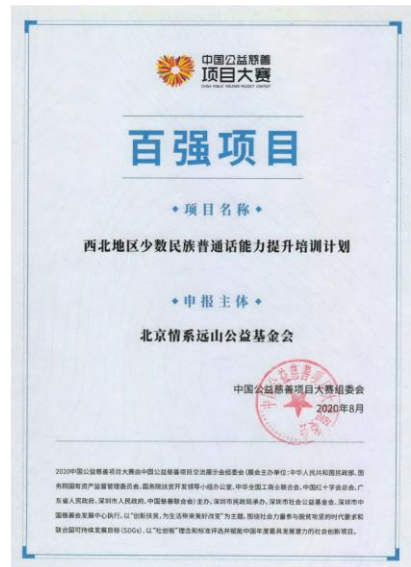 中国公益慈善
项目大赛
CHINA PUBLIC WELFARE PROJECT CONTEST
百强项目
项目名称
西北地区少数民族普通话能力提升培训计划
申报主体
北京情系远山公益基金会
中国公益慈善项目大赛组委会
2020年8月
2020中国公益慈善项目大赛由中国公益慈善项目交流展示会组委会(展会主办单位:中华人民共和国民政部、国
务院国有资产监督管理委员会、国务院扶贫开发领导小组办公室、中华全国工商业联合会、中国红十字会总会、广
东省人民政府、深圳市人民政府、中国慈善联合会)主办,深圳市民政局承办,深圳市社会公益基金会、深圳市中
国慈展会发展中心执行。以“创新扶贫,为生活带来美好改变”为主题,围绕社会力量参与脱贫攻坚的时代要求和
联合国可持续发展目标(SDGs),以“社创板”理念和标准评选并赋能中国年度最具发展潜力的社会创新项目。